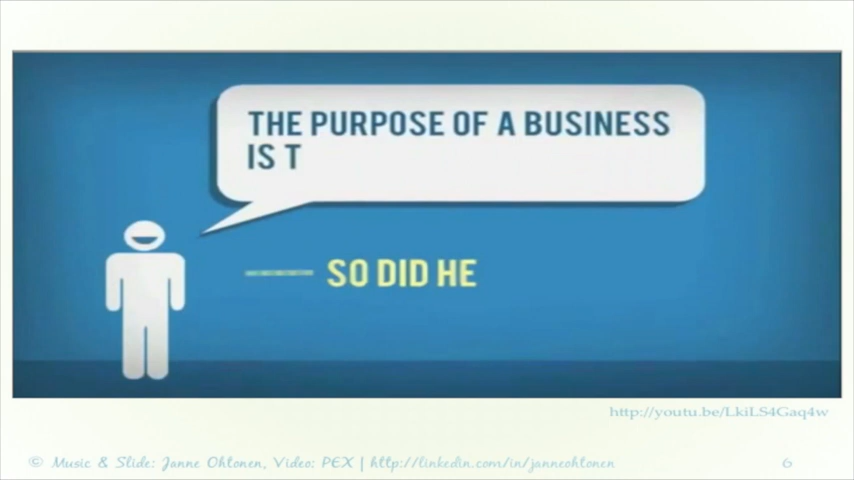 THE PURPOSE OF A BUSINESS
IS T
SO DID HE
http://youtu.be/LkiLS4Gaq4w
© Music & Slide: Janne Ohtonen, Video: PEX | http://linkedin.com/in/janneohtonen
6